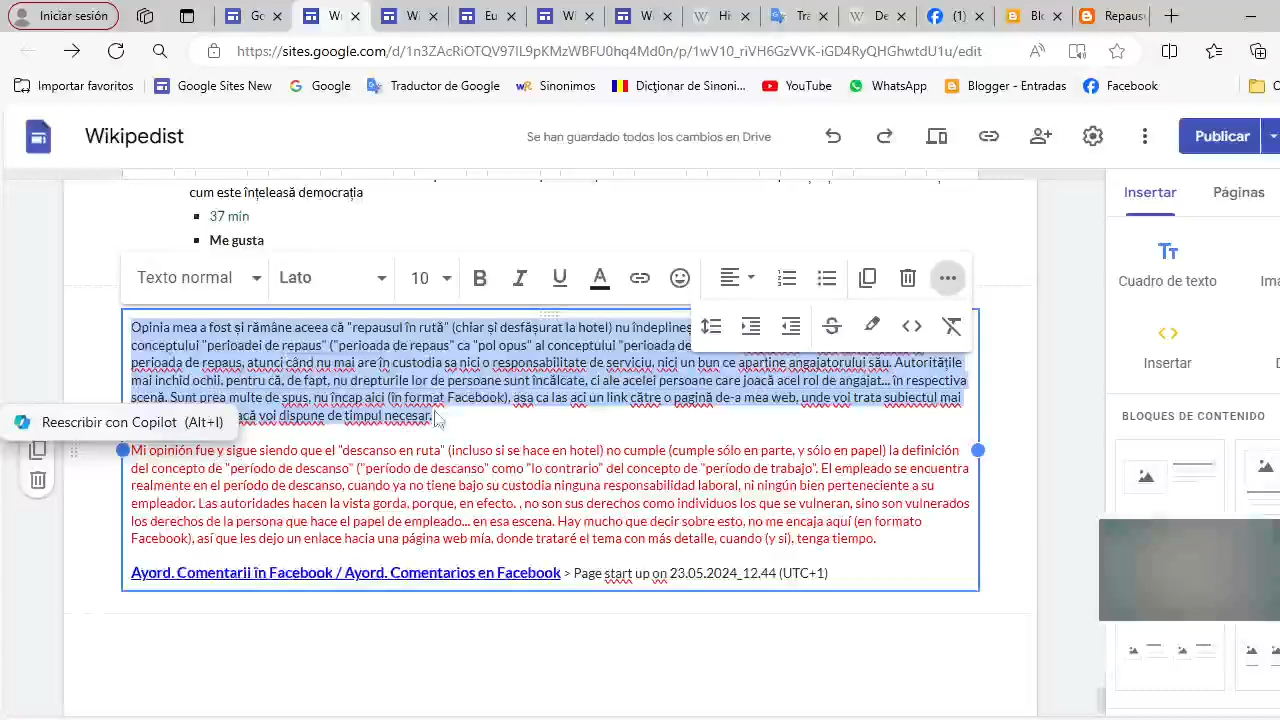 Iniciar sesión
Go
W
W
Eu
Wi
W
Hi
Tra
De
(1)
Blo
Repaus
https://sites.google.com/d/1n3ZAcRiOTQV97IL9pKMzWBFU0hq4Md0n/p/1wV10_riVH6GzVVK-iGD4RyQHGhwtdU1u/edit
Importar favoritos
Google Sites New
Google
Traductor de Google
Sinonimos
Dicționar de Sinoni...
YouTube
WhatsApp
Blogger - Entradas
Facebook
Wikipedist
Se han guardado todos los cambios en Drive
Publicar
Insertar
Páginas
cum este înțeleasă democrația
37 min
Me gusta
Texto normal
Lato
10
Cuadro de texto
Insertar
BLOQUES DE CONTENIDO
Opinia mea a fost și rămâne aceea că "repausul în rută" (chiar și desfășurat la hotel) nu îndeplineș
conceptului "perioadei de repaus" ("perioada de repaus" ca "pol opus" al conceptului "perioada de
perioada de repaus, atunci când nu mai are în custodia sa nici o responsabilitate de serviciu, nici un bun ce aparține angajatorului său. Autoritățile
mai închid ochii, pentru că, de fapt, nu drepturile lor de persoane sunt încălcate, ci ale acelei persoane care joacă acel rol de angajat... în respectiva
scenă. Sunt prea multe de spus, nu încap aici (în format Facebook), așa ca las aci un link către o pagină de-a mea web, unde voi trata subiectul mai
acă voi dispune de timpul necesar.
Reescribir con Copilot (Alt+I)
Mi opinión fue y sigue siendo que el "descanso en ruta" (incluso si se hace en hotel) no cumple (cumple sólo en parte, y sólo en papel) la definición
del concepto de "período de descanso" ("período de descanso" como "lo contrario" del concepto de "período de trabajo". El empleado se encuentra
realmente en el período de descanso, cuando ya no tiene bajo su custodia ninguna responsabilidad laboral, ni ningún bien perteneciente a su
empleador. Las autoridades hacen la vista gorda, porque, en efecto. , no son sus derechos como individuos los que se vulneran, sino son vulnerados
los derechos de la persona que hace el papel de empleado... en esa escena. Hay mucho que decir sobre esto, no me encaja aquí (en formato
Facebook), así que les dejo un enlace hacia una página web mía, donde trataré el tema con más detalle, cuando (y si), tenga tiempo.
Ayord. Comentarii în Facebook / Ayord. Comentarios en Facebook > Page start up on 23.05.2024_12.44 (UTC+1)